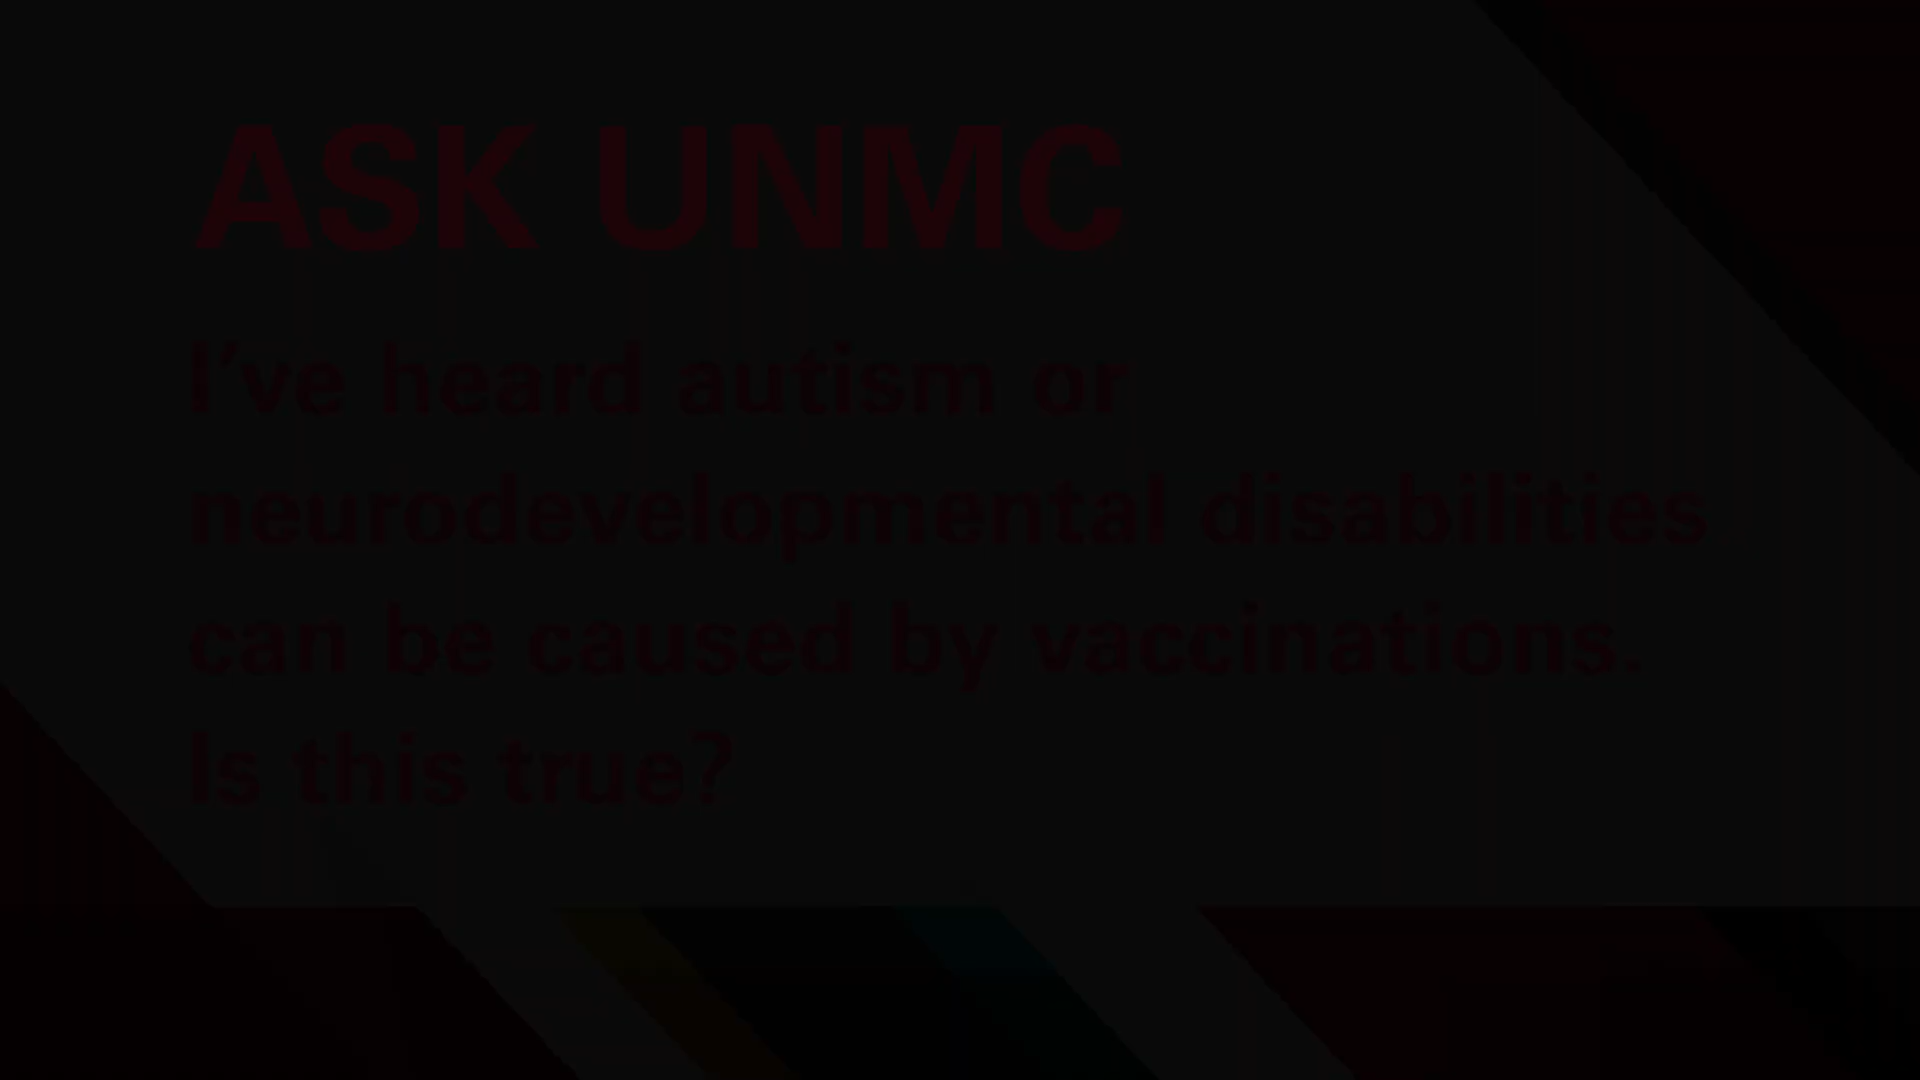 ASK UNMC
I’ve heard autism or
neurodevelopmental disabilities
can be caused by vaccinations.
Is this true?